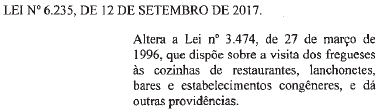 LEI Nº 6.235, DE 12 DE SETEMBRO DE 2017.
Altera a Lei nº 3.474, de 27 de março de
1996, que dispõe sobre a visita dos fregueses
às cozinhas de restaurantes, lanchonetes,
bares e estabelecimentos congêneres, e dá
outras providências.